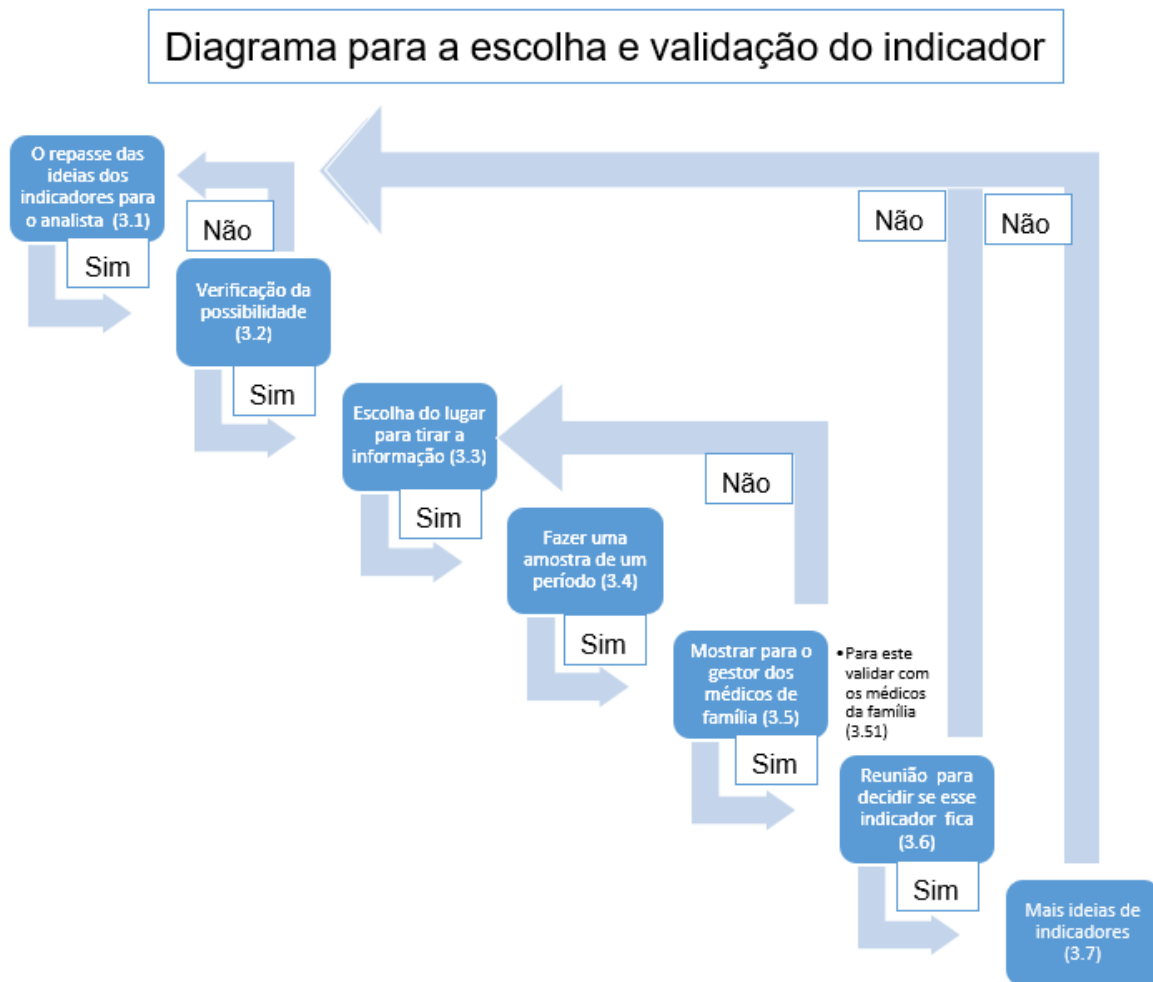 Diagrama para a escolha e validação do indicador
O repasse das
ideias dos
indicadores para
o analista (3.1)
Não
Sim
Verificação da
possibilidade
(3.2)
Sim
Não
Não
Escolha do lugar
para tirar a
informação (3.3)
Não
Sim
Fazer uma
amostra de um
período (3.4)
Sim
Mostrar para o
gestor dos
médicos de
família (3.5)
•Para este
validar com
os médicos
da família
(3.51)
Sim
Reunião para
decidir se esse
indicador fica
(3.6)
Sim
Mais ideias de
indicadores
(3.7)